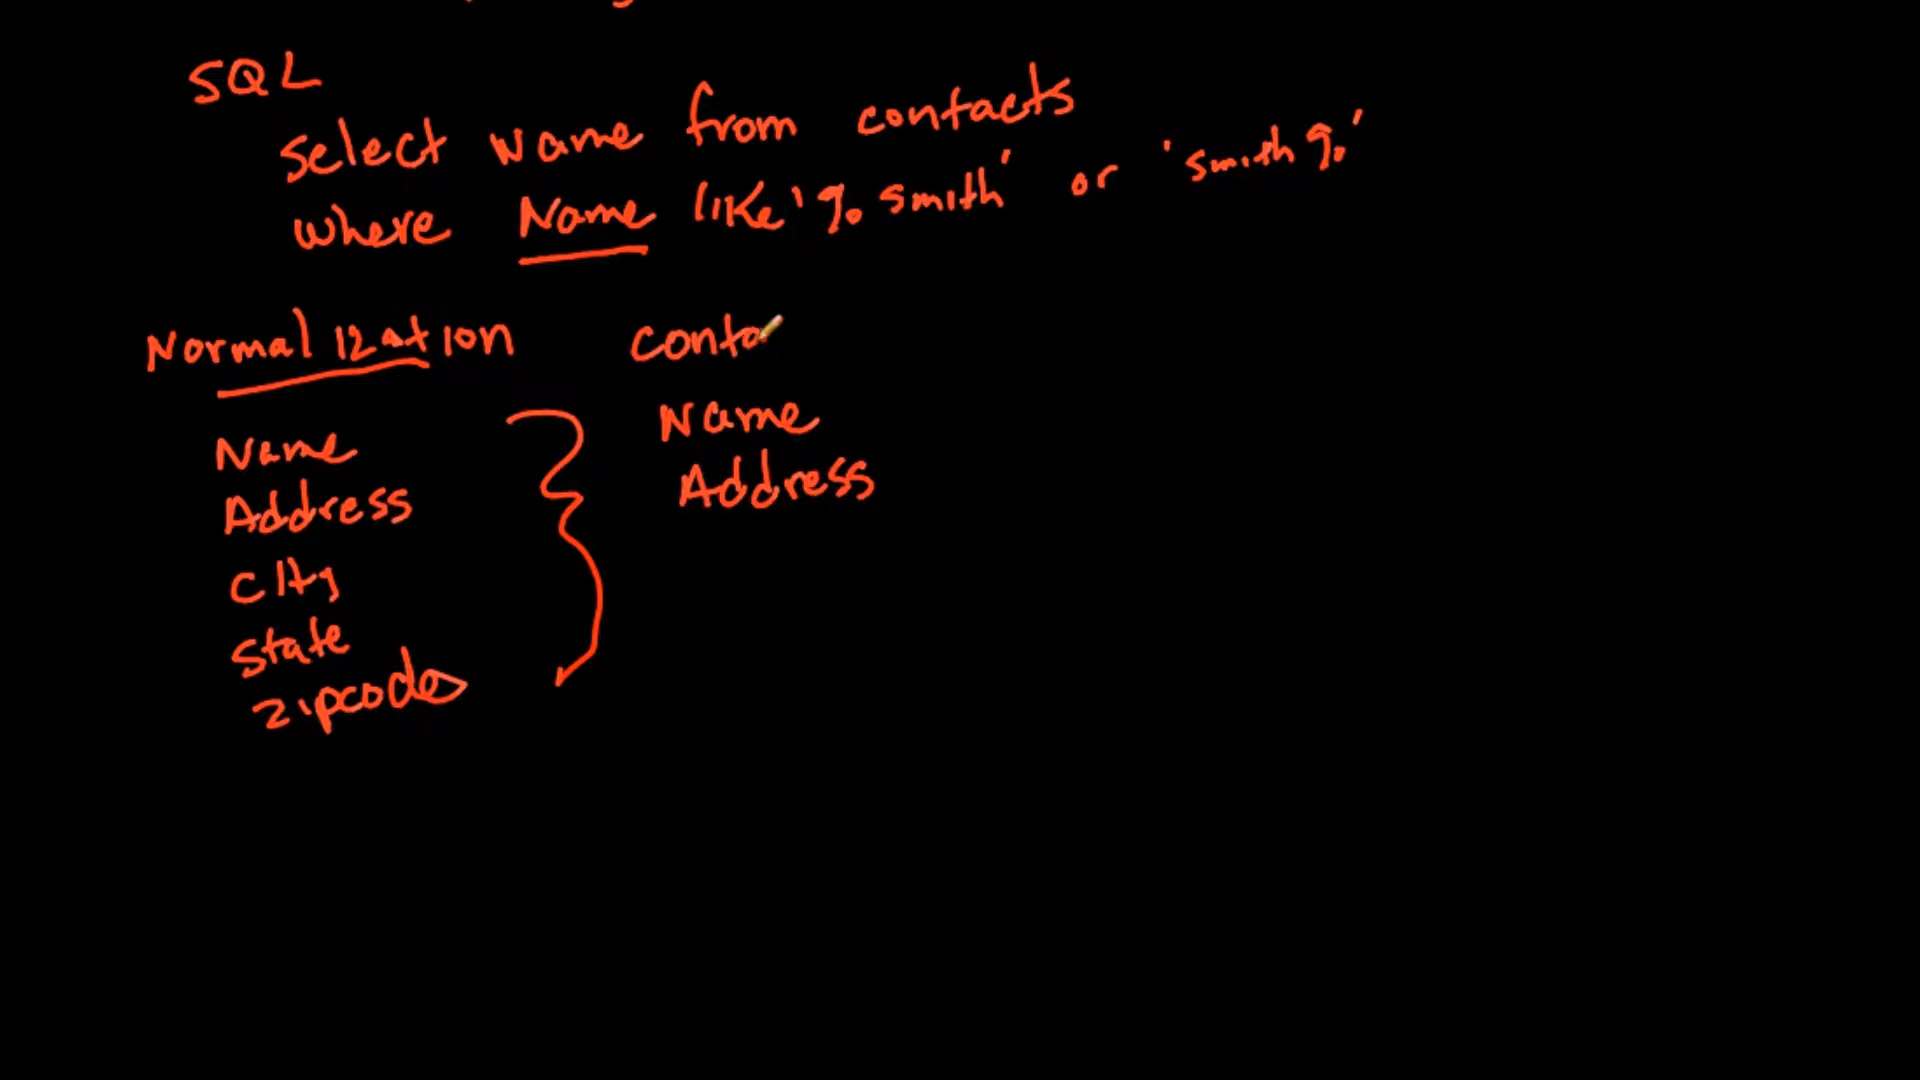 SQL
select name from contacts
where Name like '% smith' or 'smith %'
Normalization
Name
Address
City
State
zipcode
conta
Name
Address